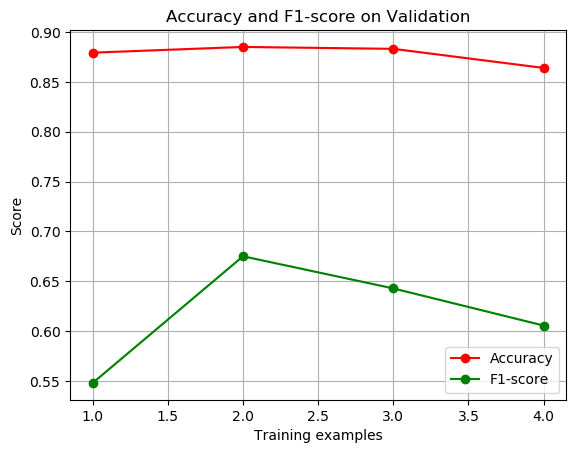 Accuracy and F1-score on Validation
0.90
0.85
0.80
0.75
0.70
0.65
0.60
0.55
Score
1.0 1.5 2.0 2.5 3.0 3.5 4.0
Training examples
Accuracy
F1-score